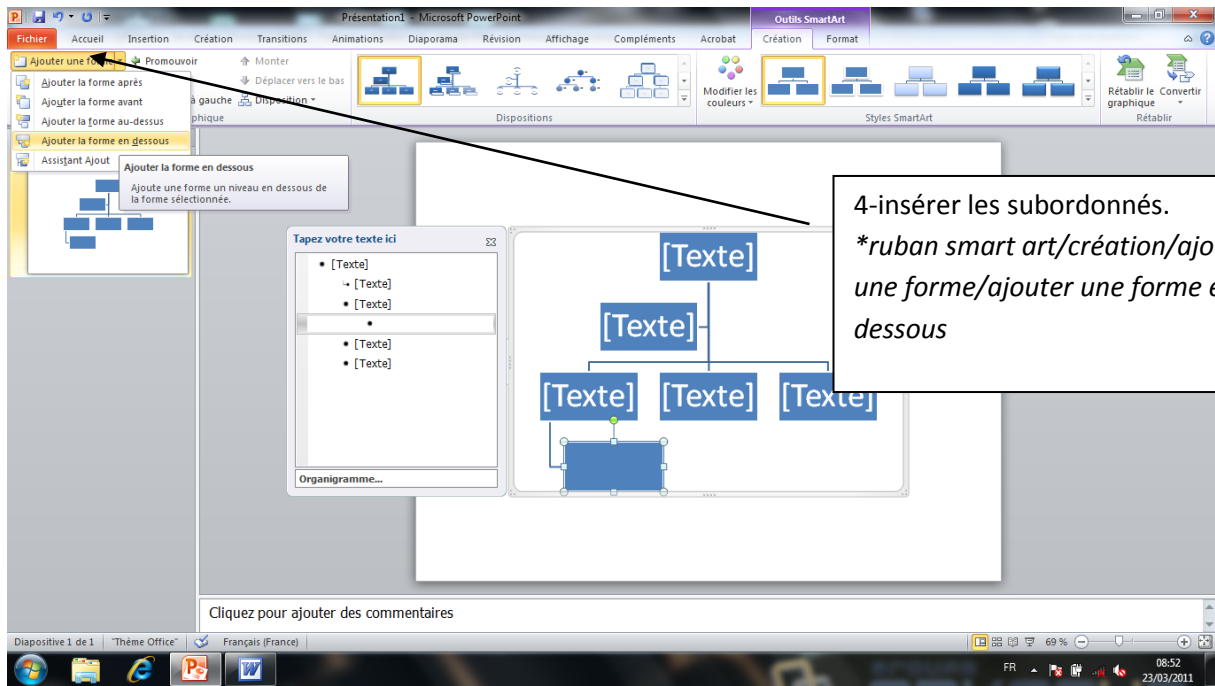 Présentation1 - Microsoft PowerPoint
Outils SmartArt
Fichier Accueil Insertion Création Transitions Animations Diaporama Révision Affichage Compléments Acrobat Création Format
Ajouter une Promouvoir Monter
Déplacer vers le bas
à gauche Disposition
Ajouter la forme après
Ajouter la forme avant
Ajouter la forme au-dessus
Ajouter la forme en dessous
Assistant Ajout
Dispositions
Modifier les
couleurs
Styles SmartArt
Rétablir le Convertir
graphique
Rétablir
Ajouter la forme en dessous
Ajoute une forme un niveau en dessous de
la forme sélectionnée.
Tapez votre texte ici
[Texte]
[Texte]
[Texte]
[Texte]
[Texte]
Organigramme...
[Texte]
[Texte]
[Texte] [Texte] [Texte]
4-insérer les subordonnés.
*ruban smart art/création/ajo
une forme/ajouter une forme e
dessous
Cliquez pour ajouter des commentaires
Diapositive 1 de 1 "Thème Office" Français (France) 69 %
FR 08:52
23/03/2011